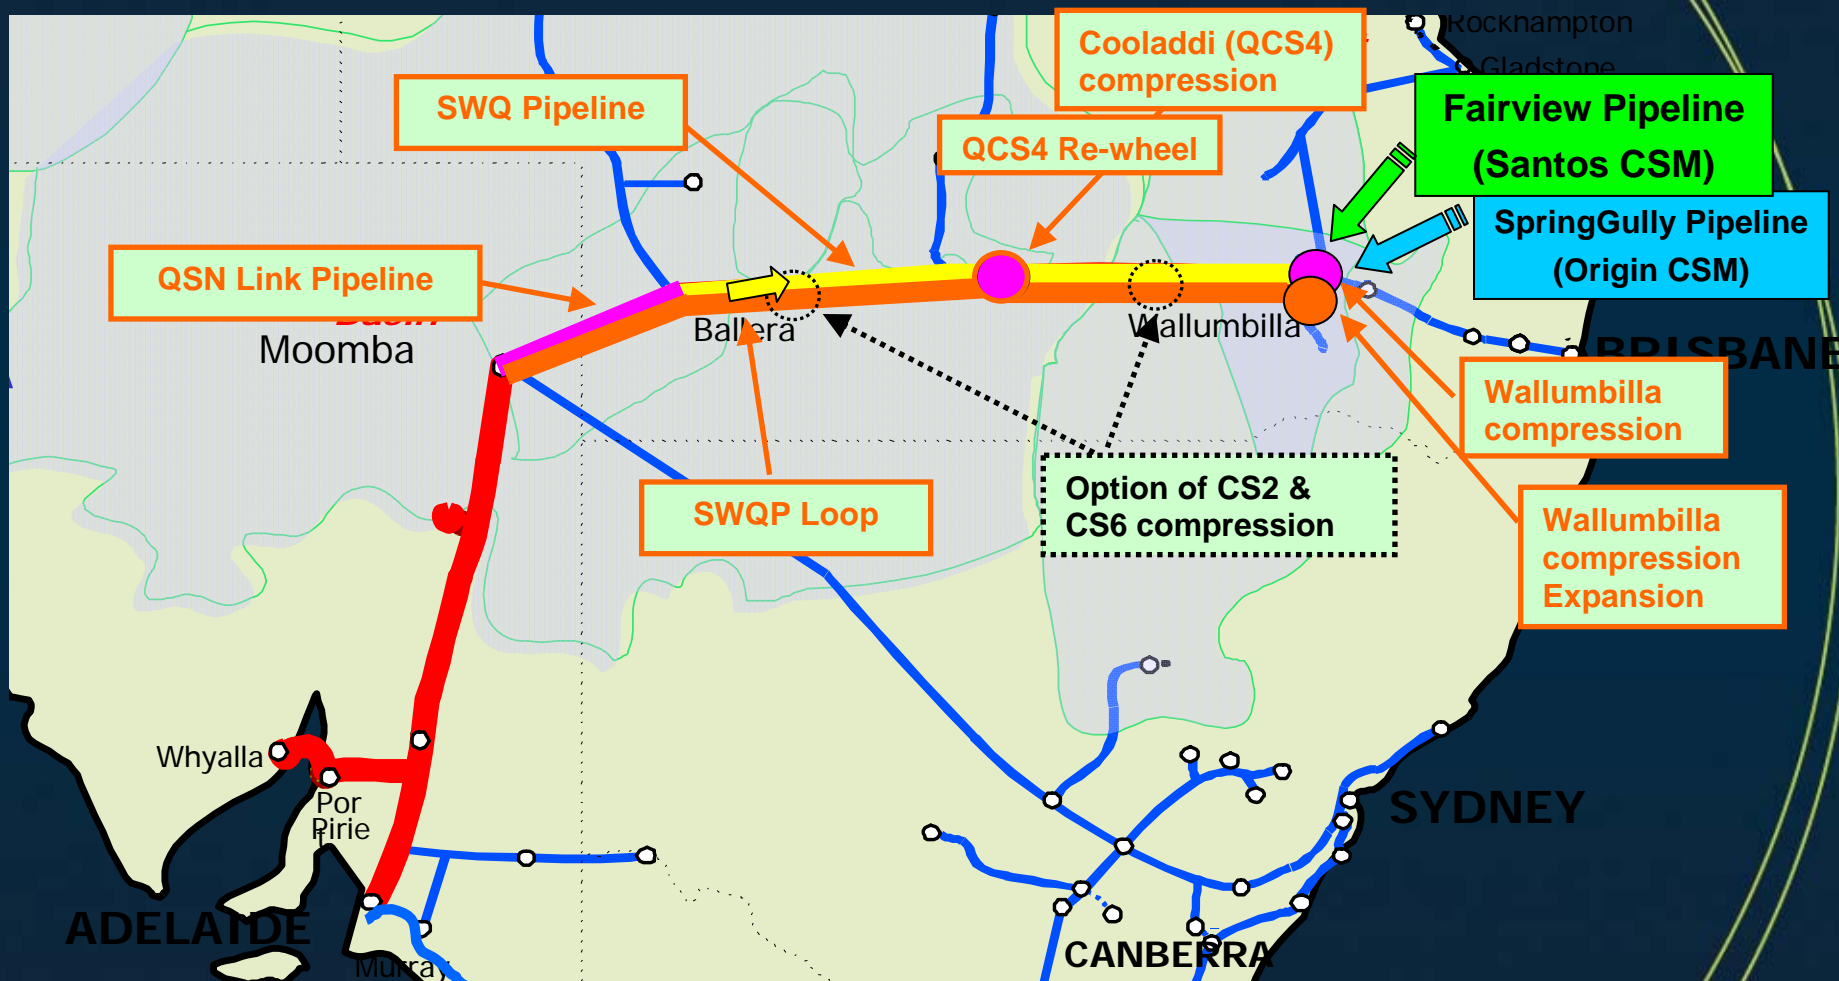 Rockhampton
Gladstone
Cooladdi (QCS4)
compression
SWQ Pipeline
QCS4 Re-wheel
Fairview Pipeline
(Santos CSM)
SpringGully Pipeline
(Origin CSM)
QSN Link Pipeline
Basin
Moomba
Ballera
Wallumbilla
BRISBANE
Wallumbilla
compression
Option of CS2 &
CS6 compression
SWQP Loop
Wallumbilla
compression
Expansion
Whyalla
Por
t
Pirie
SYDNEY
ADELAIDE
CANBERRA
Murray